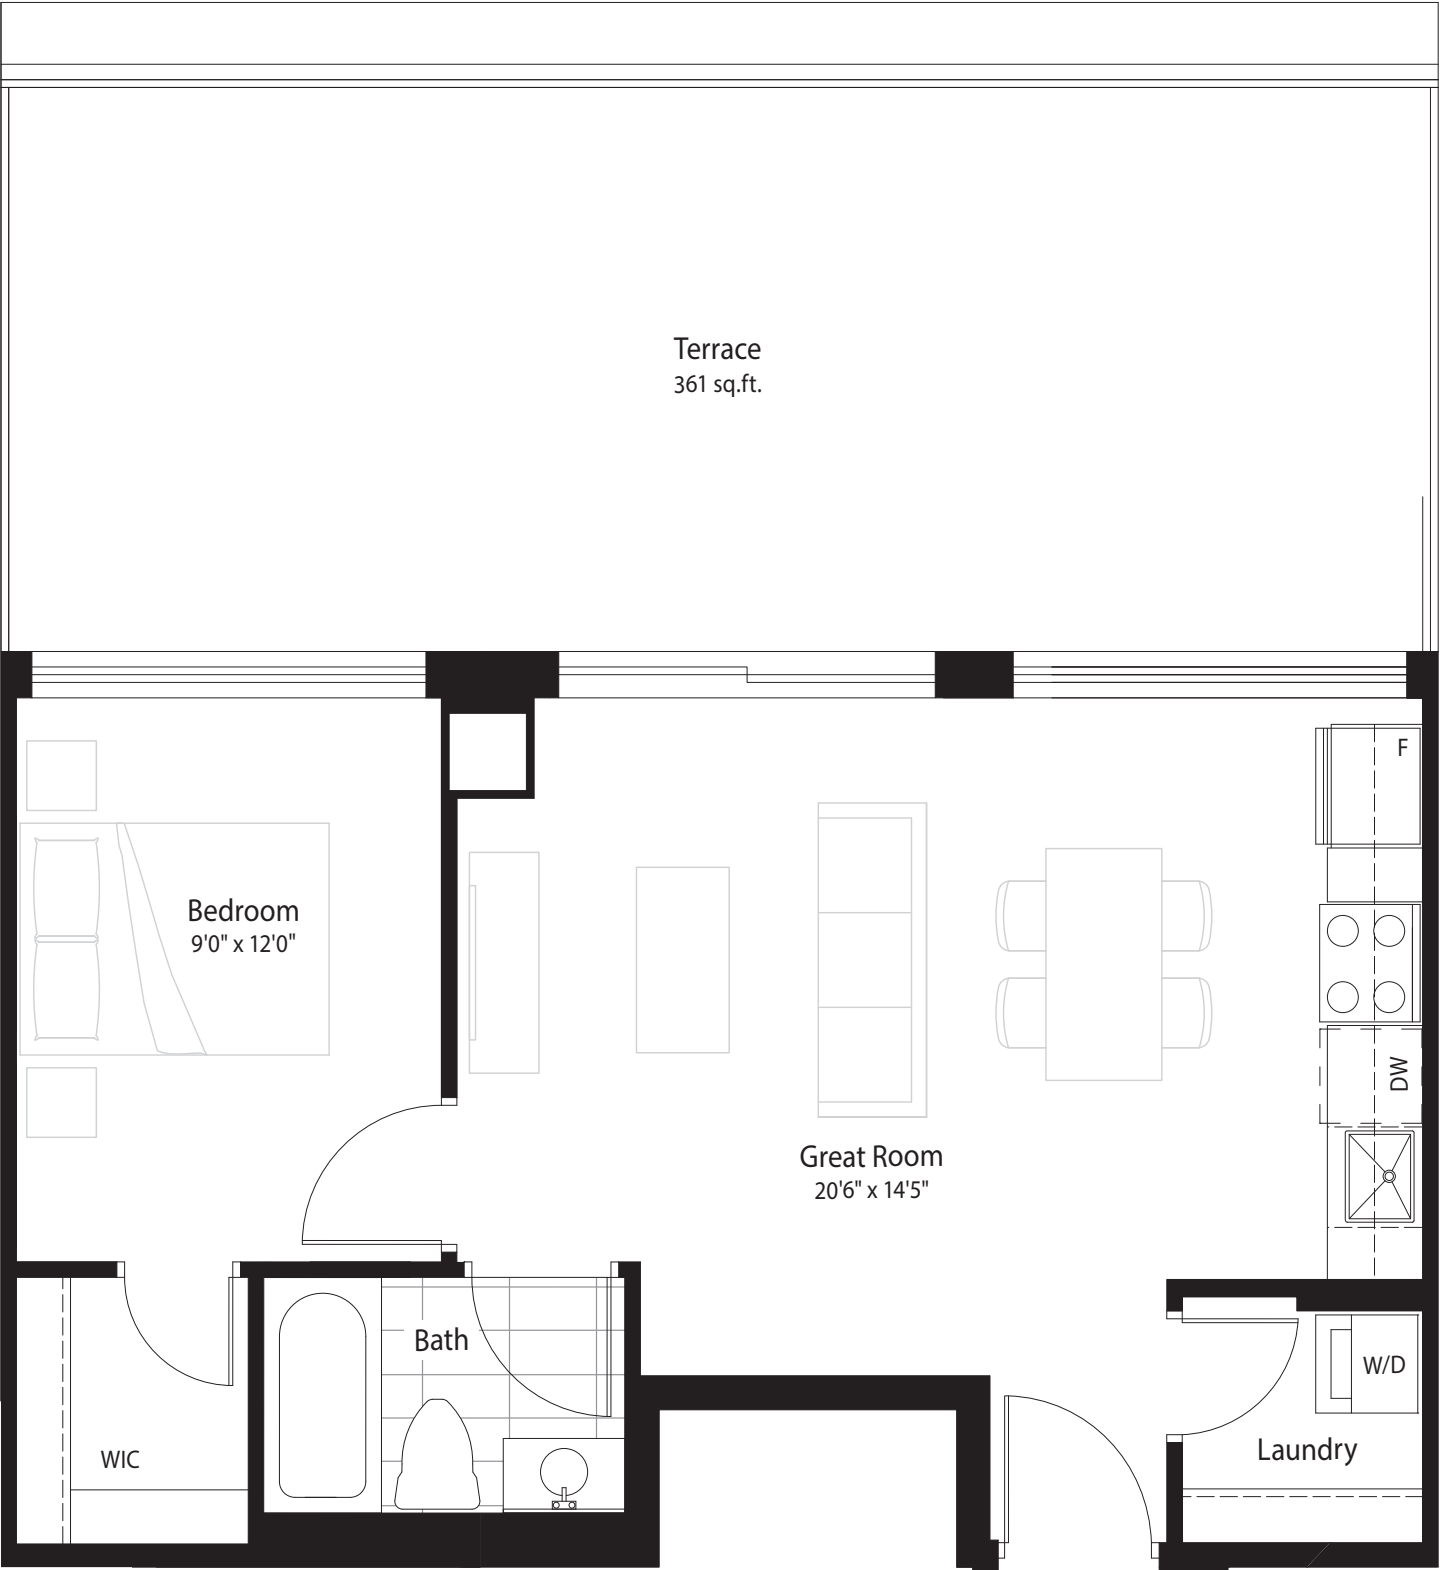 Terrace
361 sq.ft.
F
Bedroom
9'0" x 12'0"
DW
Great Room
20'6" x 14'5"
Bath
W/D
WIC
Laundry